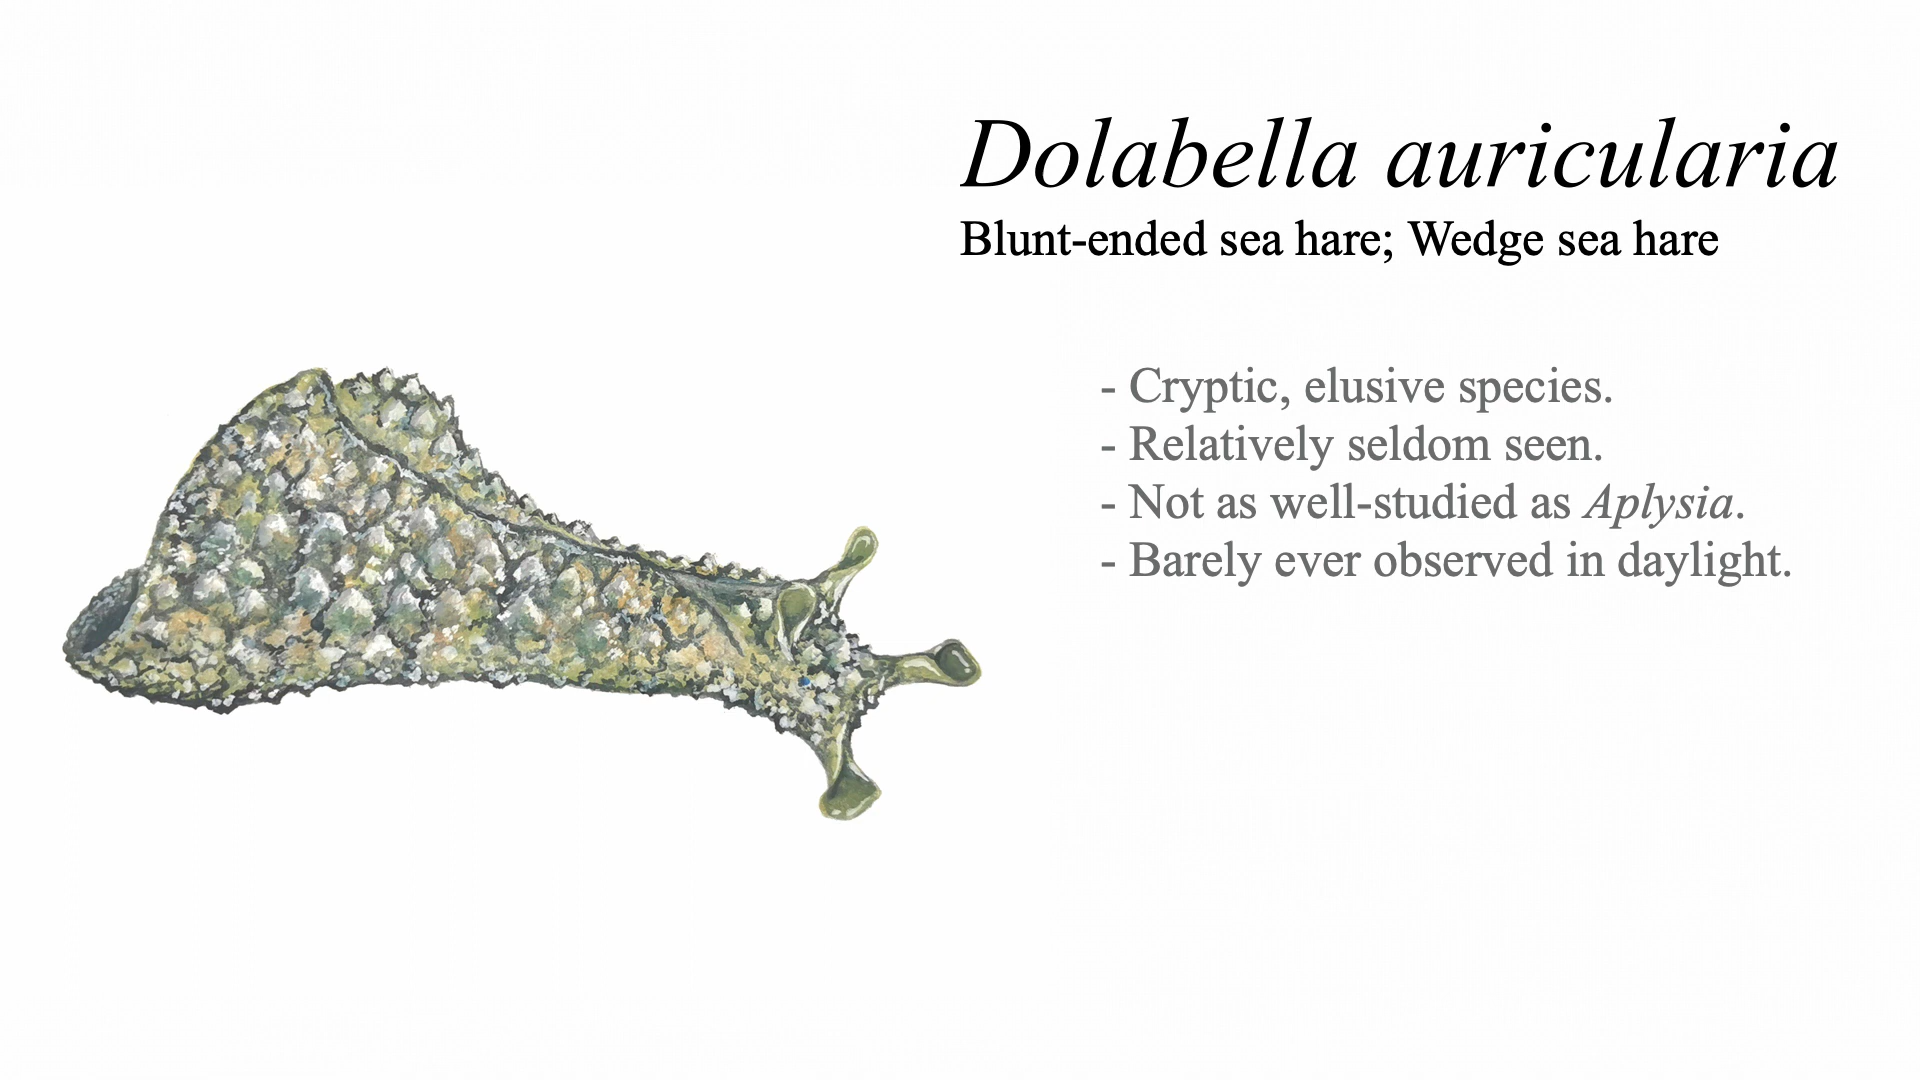 Dolabella auricularia
Blunt-ended sea hare; Wedge sea hare
- Cryptic, elusive species.
- Relatively seldom seen.
- Not as well-studied as Aplysia.
- Barely ever observed in daylight.